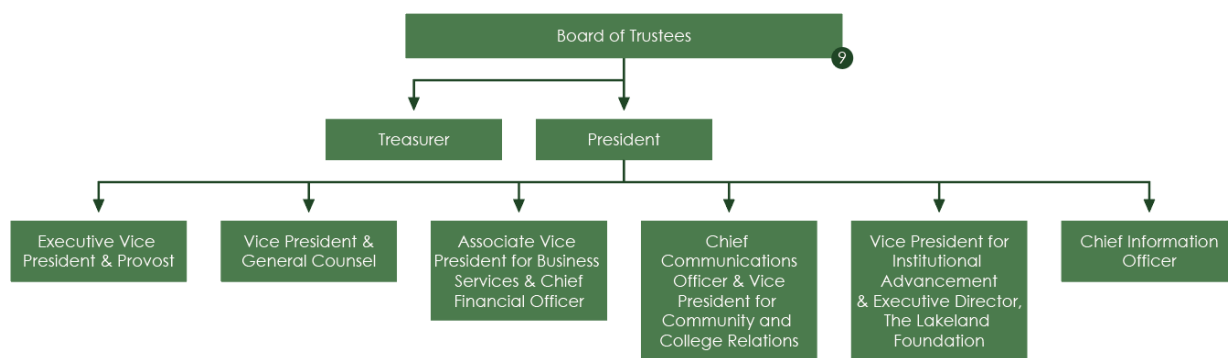 Board of Trustees
9
Treasurer
President
Executive Vice
President & Provost
Vice President &
General Counsel
Associate Vice
President for Business
Services & Chief
Financial Officer
Chief
Communications
Officer & Vice
President for
Community and
College Relations
Vice President for
Institutional
Advancement
& Executive Director,
The Lakeland
Foundation
Chief Information
Officer